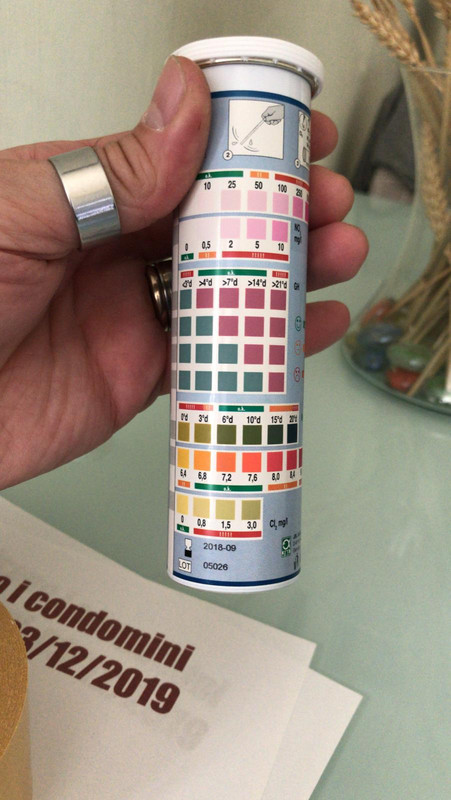 o.k.
10 25 50 100 250
NO₂
mg/l
0 0,5 2 5 10
o.k.
o.k.
<3°d >4°d >7°d >14°d >21°d
GH
o.k.
0°d 3°d 6°d 10°d 15°d 20°d
6,4 6,8 7,2 7,6 8,0 8,4
o.k.
0 0,8 1,5 3,0
Cl₂ mg/l
o.k.
2018-09
LOT 05026
o i condomini
03/12/2019